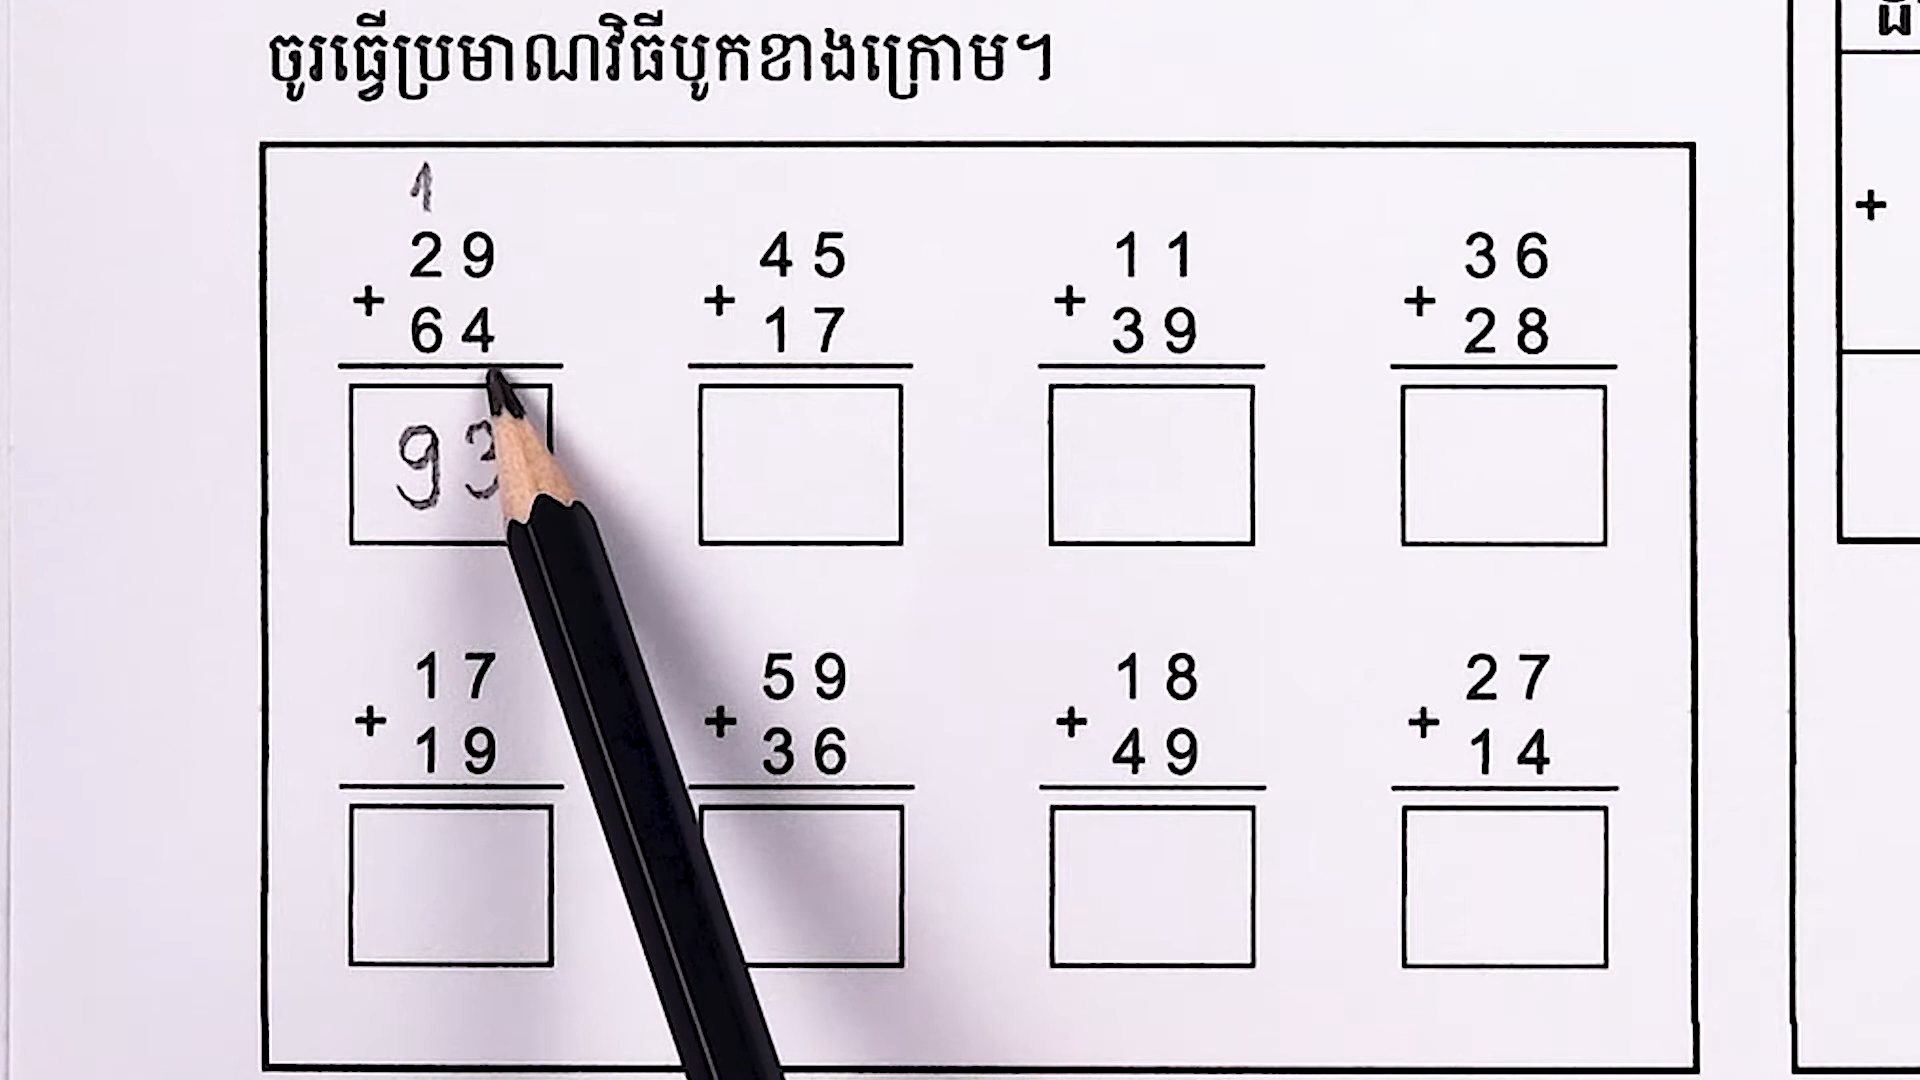 ចូរធ្វើប្រមាណវិធីបូកខាងក្រោម។
1
29 45 11 36
+ + + + +
64 17 39 28
93
17 59 18 27
+ + + +
19 36 49 14